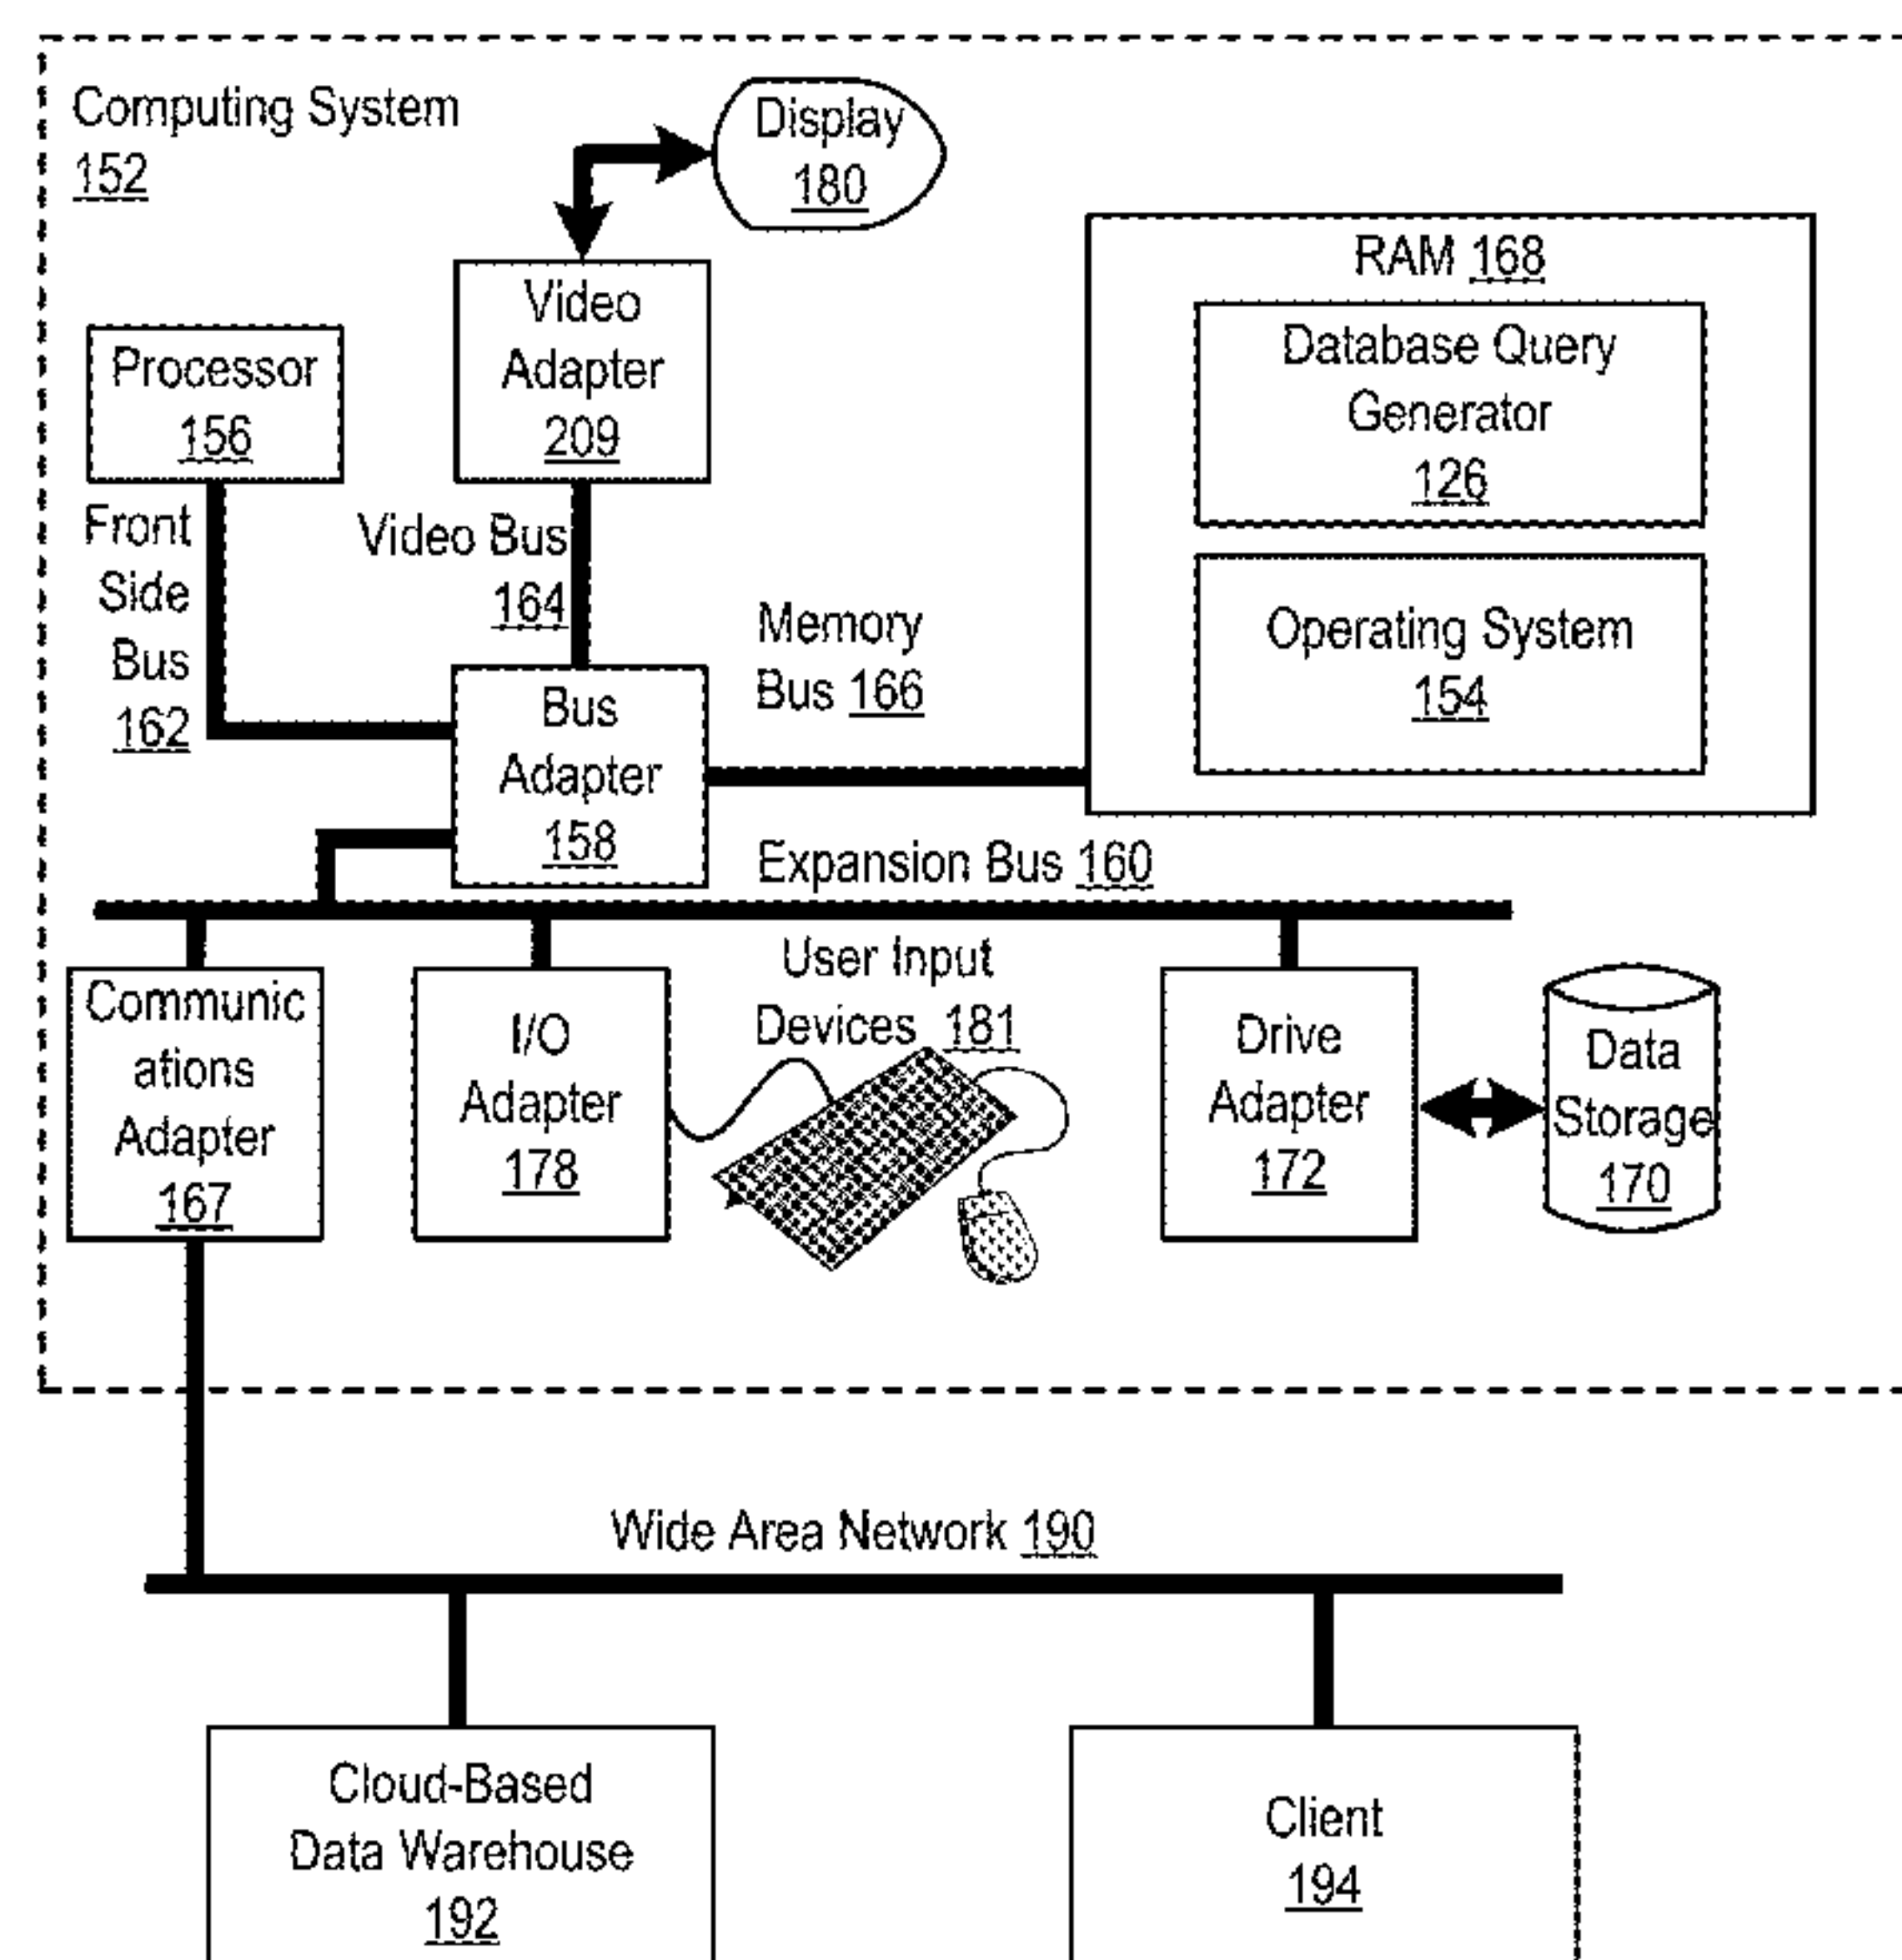 Computing System
152
Display
180
Video
Adapter
209
Processor
156
RAM 168
Database Query
Generator
126
Operating System
154
Front
Side
Bus
162
Video Bus
164
Memory
Bus 166
Bus
Adapter
158
Expansion Bus 160
Communic
ations
Adapter
167
I/O
Adapter
178
User Input
Devices 181
Drive
Adapter
172
Data
Storage
170
Wide Area Network 190
Cloud-Based
Data Warehouse
192
Client
194